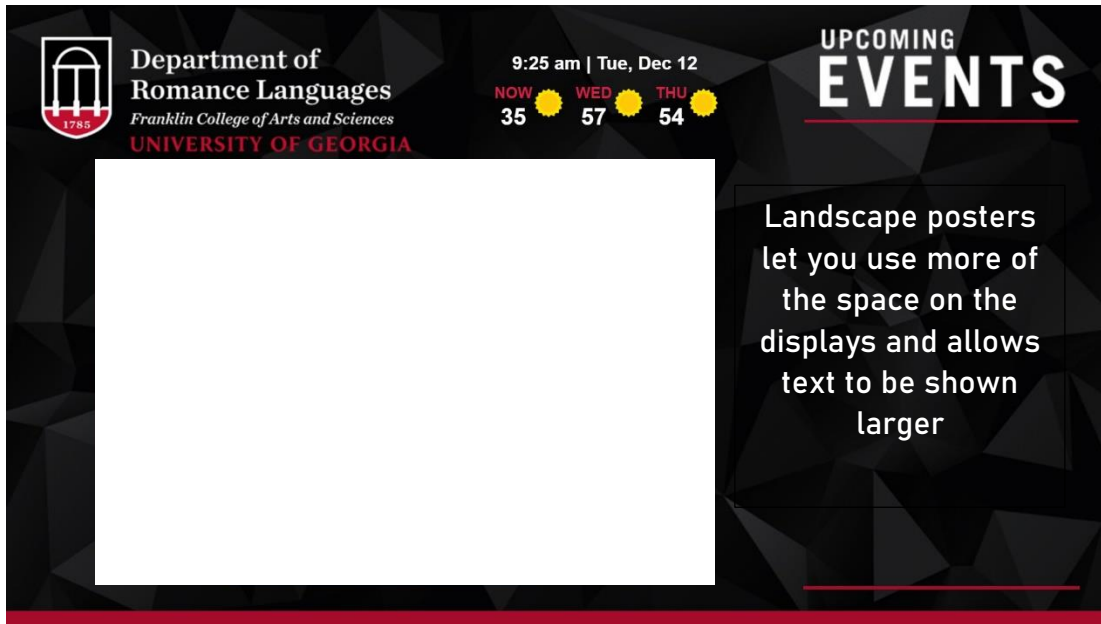 Department of
Romance Languages
Franklin College of Arts and Sciences
UNIVERSITY OF GEORGIA
1785
9:25 am | Tue, Dec 12
NOW WED THU
35 57 54
UPCOMING
EVENTS
Landscape posters
let you use more of
the space on the
displays and allows
text to be shown
larger